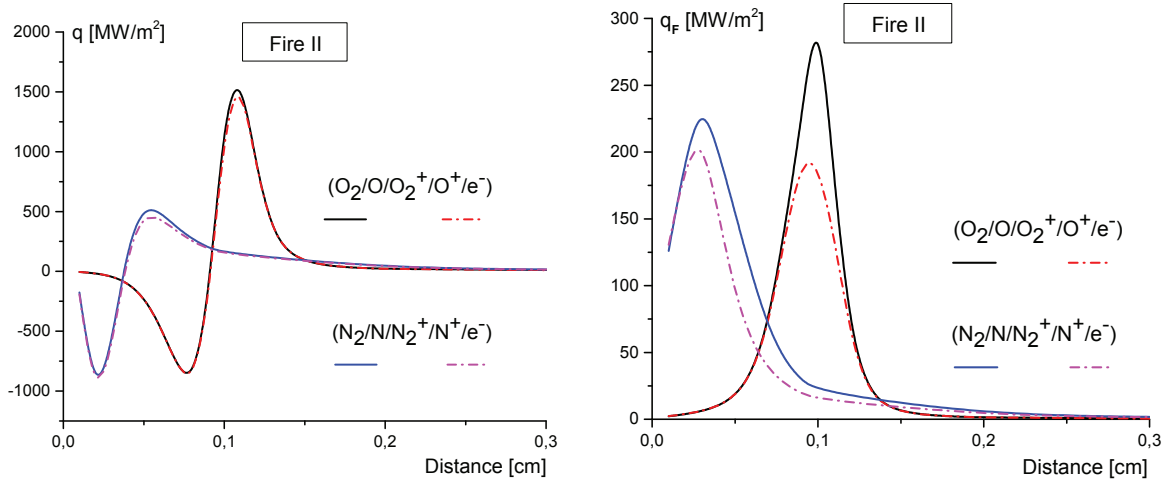 q [MW/m²]
Fire II
2000
1500
1000
500
0
-500
-1000
(O₂/O/O₂⁺/O⁺/e⁻)
(N₂/N/N₂⁺/N⁺/e⁻)
0,0 0,1 0,2 0,3
Distance [cm]
q_F [MW/m²]
Fire II
300
250
200
150
100
50
0
(O₂/O/O₂⁺/O⁺/e⁻)
(N₂/N/N₂⁺/N⁺/e⁻)
0,0 0,1 0,2 0,3
Distance [cm]